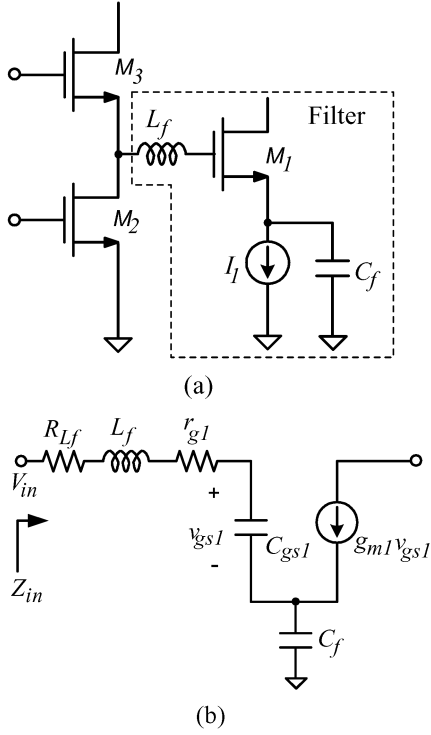 M3
Lf
Filter
M1
M2
I1
Cf
(a)
RLf
Lf
rg1
Vin
+
vgs1
-
Cgs1
gm1vgs1
Zin
Cf
(b)